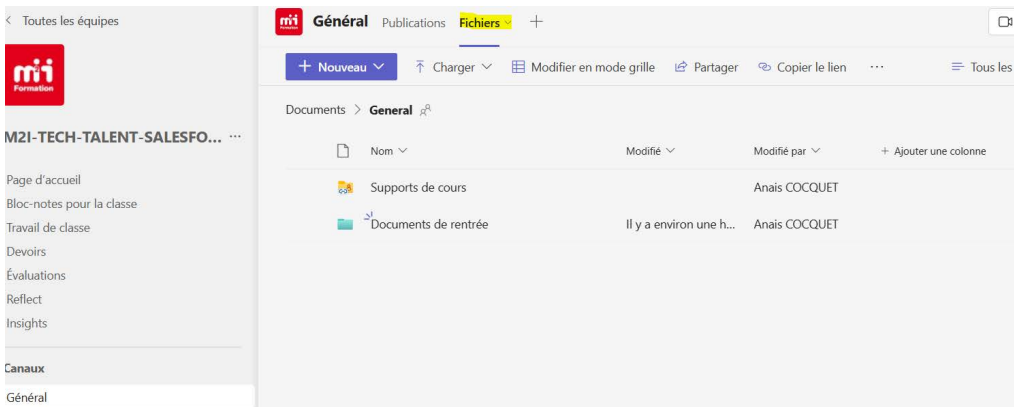 < Toutes les équipes
m2i
Formation
M2I-TECH-TALENT-SALESFO... ...
Page d'accueil
Bloc-notes pour la classe
Travail de classe
Devoirs
Évaluations
Reflect
Insights
Canaux
Général
m2i Général Publications Fichiers +
+ Nouveau Charger Modifier en mode grille Partager Copier le lien ... Tous les
Documents > General
Nom Modifié Modifié par + Ajouter une colonne
Supports de cours Anais COCQUET
Documents de rentrée Il y a environ une h... Anais COCQUET